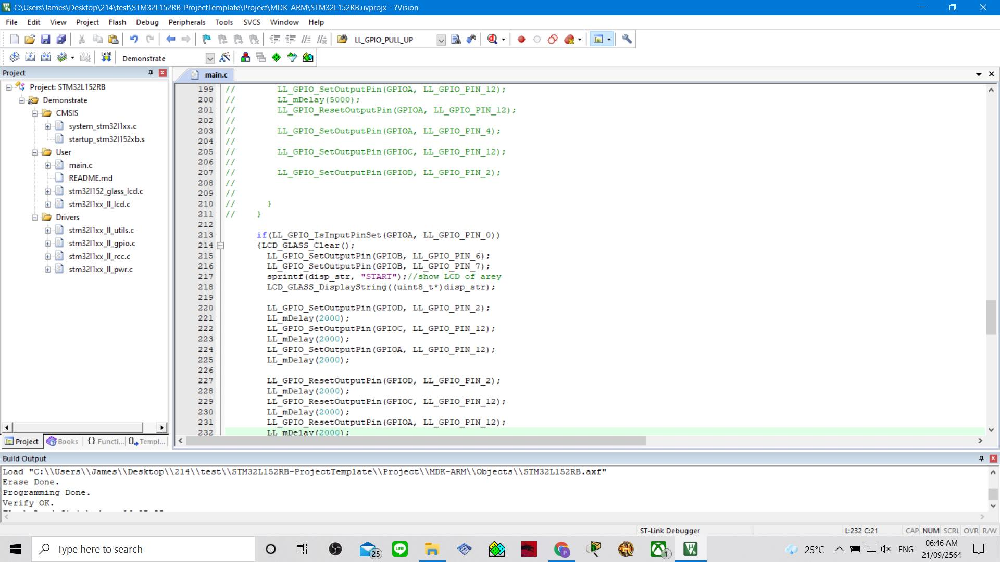 C:\Users\James\Desktop\214\test\STM32L152RB-ProjectTemplate\Project\MDK-ARM\STM32L152RB.uvprojx - ?Vision
File Edit View Project Flash Debug Peripherals Tools SVCS Window Help
LL_GPIO_PULL_UP
LOAD
Demonstrate
Project
Project: STM32L152RB
Demonstrate
CMSIS
system_stm32l1xx.c
startup_stm32l152xb.s
User
main.c
README.md
stm32l152_glass_lcd.c
stm32l1xx_ll_lcd.c
Drivers
stm32l1xx_ll_utils.c
stm32l1xx_ll_gpio.c
stm32l1xx_ll_rcc.c
stm32l1xx_ll_pwr.c
Project Books {} Functi... Templ...
main.c
199 // LL_GPIO_SetOutputPin(GPIOA, LL_GPIO_PIN_12);
200 // LL_mDelay(5000);
201 // LL_GPIO_ResetOutputPin(GPIOA, LL_GPIO_PIN_12);
202 //
203 // LL_GPIO_SetOutputPin(GPIOA, LL_GPIO_PIN_4);
204 //
205 // LL_GPIO_SetOutputPin(GPIOC, LL_GPIO_PIN_12);
206 //
207 // LL_GPIO_SetOutputPin(GPIOD, LL_GPIO_PIN_2);
208 //
209 //
210 // }
211 // }
212
213 if(LL_GPIO_IsInputPinSet(GPIOA, LL_GPIO_PIN_0))
214 {LCD_GLASS_Clear();
215 LL_GPIO_SetOutputPin(GPIOB, LL_GPIO_PIN_6);
216 LL_GPIO_SetOutputPin(GPIOB, LL_GPIO_PIN_7);
217 sprintf(disp_str, "START");//show LCD of arey
218 LCD_GLASS_DisplayString((uint8_t*)disp_str);
219
220 LL_GPIO_SetOutputPin(GPIOD, LL_GPIO_PIN_2);
221 LL_mDelay(2000);
222 LL_GPIO_SetOutputPin(GPIOC, LL_GPIO_PIN_12);
223 LL_mDelay(2000);
224 LL_GPIO_SetOutputPin(GPIOA, LL_GPIO_PIN_12);
225 LL_mDelay(2000);
226
227 LL_GPIO_ResetOutputPin(GPIOD, LL_GPIO_PIN_2);
228 LL_mDelay(2000);
229 LL_GPIO_ResetOutputPin(GPIOC, LL_GPIO_PIN_12);
230 LL_mDelay(2000);
231 LL_GPIO_ResetOutputPin(GPIOA, LL_GPIO_PIN_12);
232 LL_mDelay(2000);
Build Output
Load "C:\\Users\\James\\Desktop\\214\\test\\STM32L152RB-ProjectTemplate\\Project\\MDK-ARM\\Objects\\STM32L152RB.axf"
Erase Done.
Programming Done.
Verify OK.
ST-Link Debugger L:232 C:21 CAP NUM SCRL OVR R/W
Type here to search
25
LINE
P
1
25°C
ENG
06:46 AM
21/09/2564